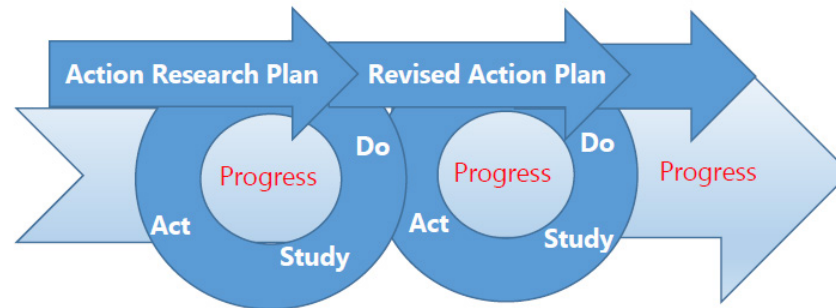 Action Research Plan
Revised Action Plan
Do
Do
Progress
Progress
Progress
Act
Act
Study
Study